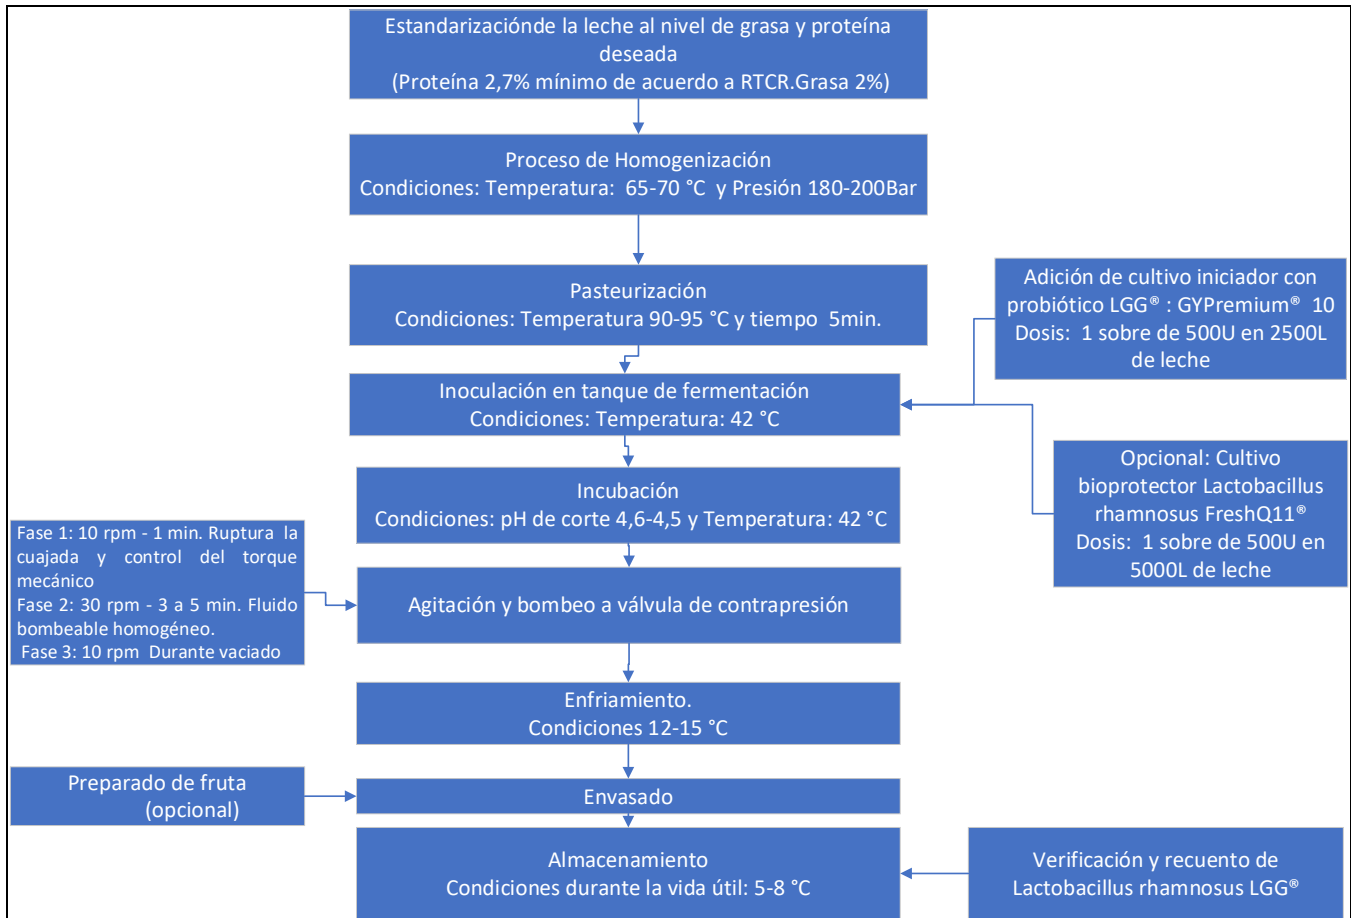 Estandarizaciónde la leche al nivel de grasa y proteína
deseada
(Proteína 2,7% mínimo de acuerdo a RTCR.Grasa 2%)
Proceso de Homogenización
Condiciones: Temperatura: 65-70 °C y Presión 180-200Bar
Pasteurización
Condiciones: Temperatura 90-95 °C y tiempo 5min.
Adición de cultivo iniciador con
probiótico LGG® : GYPremium® 10
Dosis: 1 sobre de 500U en 2500L
de leche
Inoculación en tanque de fermentación
Condiciones: Temperatura: 42 °C
Opcional: Cultivo
bioprotector Lactobacillus
rhamnosus FreshQ11®
Dosis: 1 sobre de 500U en
5000L de leche
Incubación
Condiciones: pH de corte 4,6-4,5 y Temperatura: 42 °C
Fase 1: 10 rpm - 1 min. Ruptura la
cuajada y control del torque
mecánico
Fase 2: 30 rpm - 3 a 5 min. Fluido
bombeable homogéneo.
Fase 3: 10 rpm Durante vaciado
Agitación y bombeo a válvula de contrapresión
Enfriamiento.
Condiciones 12-15 °C
Preparado de fruta
(opcional)
Envasado
Almacenamiento
Condiciones durante la vida útil: 5-8 °C
Verificación y recuento de
Lactobacillus rhamnosus LGG®